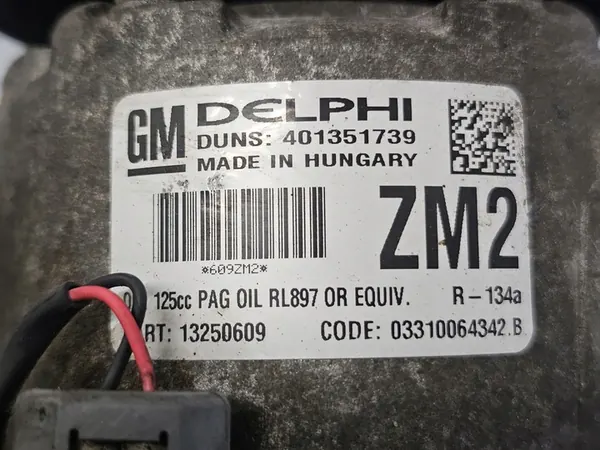 GM DELPHI
DUNS: 401351739
MADE IN HUNGARY
ZM2
*609ZM2*
125cc PAG OIL RL897 OR EQUIV. R-134a
RT: 13250609 CODE: 03310064342.B